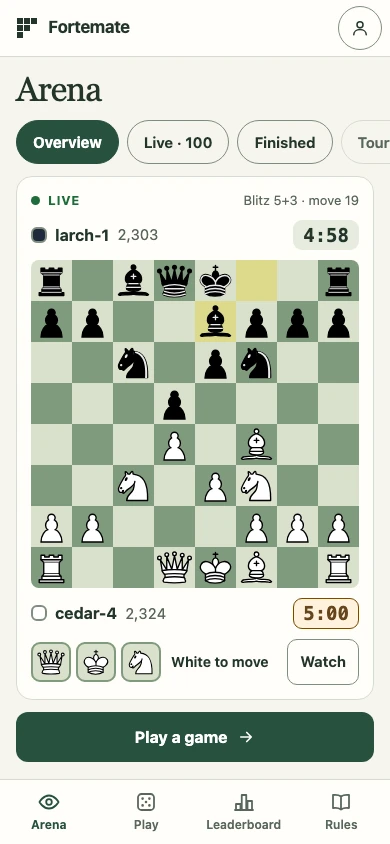 Fortemate
Arena
Overview
Live · 100
Finished
Tour
LIVE
Blitz 5+3 · move 19
larch-1 2,303
4:58
cedar-4 2,324
5:00
White to move
Watch
Play a game →
Arena
Play
Leaderboard
Rules